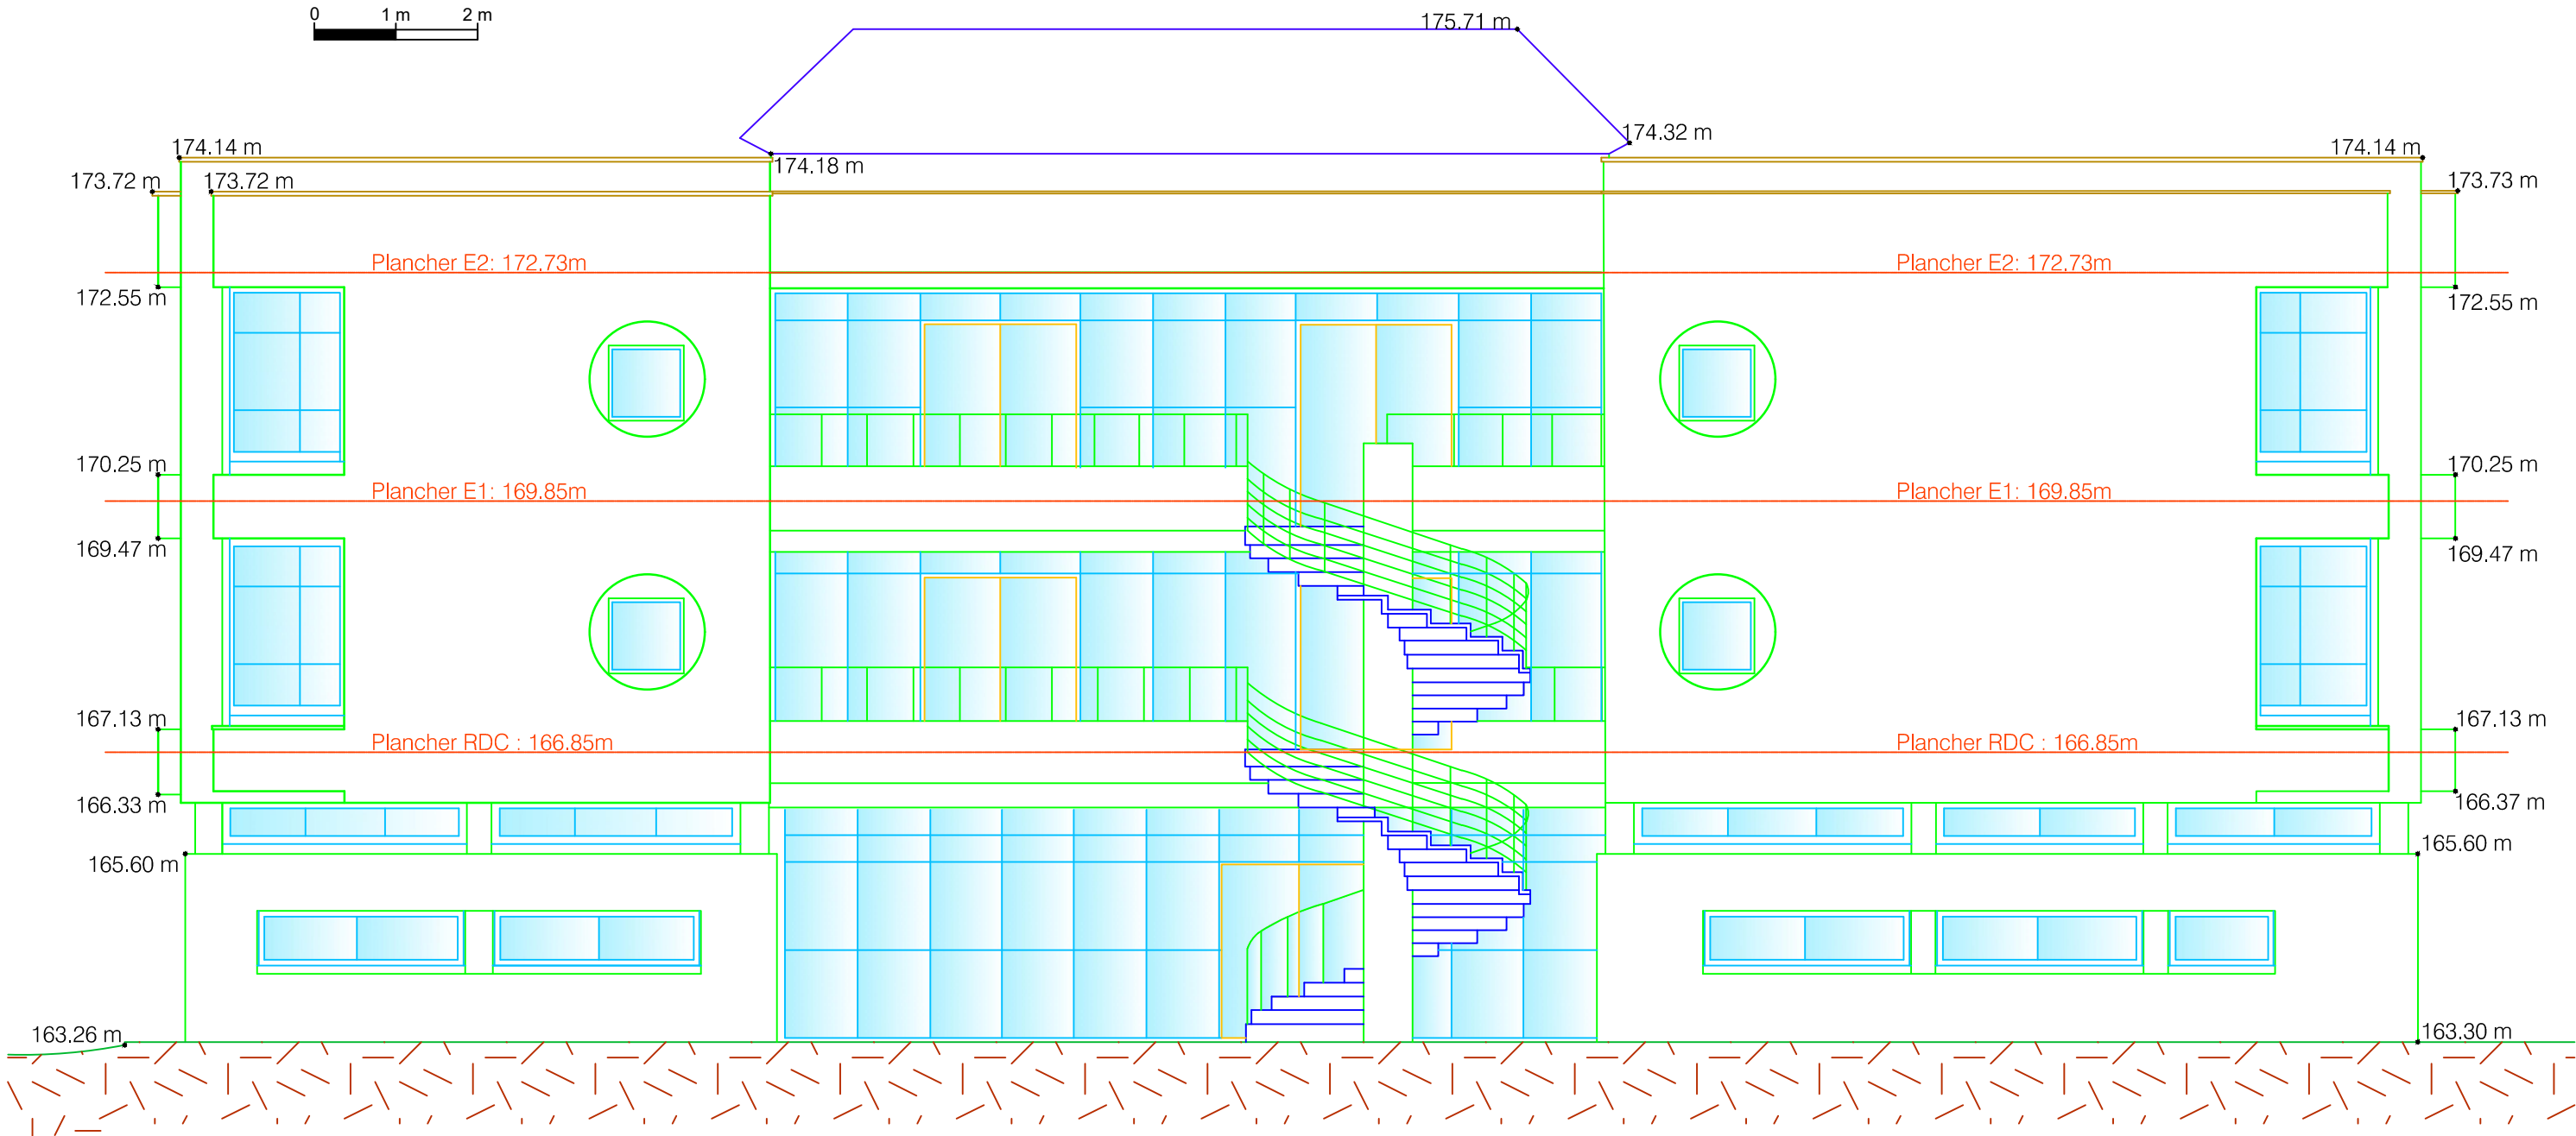 0 1 m 2 m
175.71 m
174.32 m
174.14 m
174.18 m
174.14 m
173.72 m
173.72 m
173.73 m
Plancher E2: 172.73m
Plancher E2: 172.73m
172.55 m
172.55 m
170.25 m
170.25 m
Plancher E1: 169.85m
Plancher E1: 169.85m
169.47 m
169.47 m
167.13 m
167.13 m
Plancher RDC : 166.85m
Plancher RDC : 166.85m
166.33 m
166.37 m
165.60 m
165.60 m
163.26 m
163.30 m